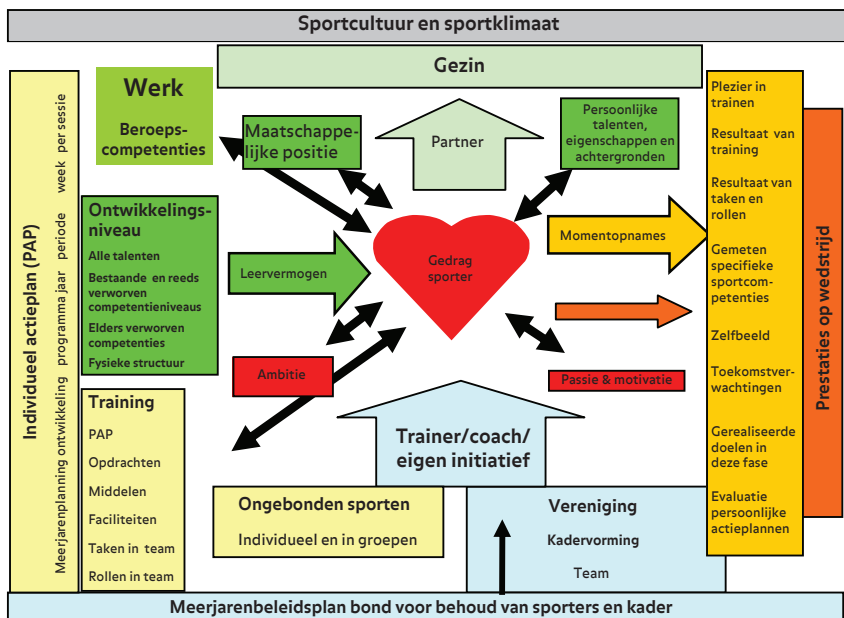 Sportcultuur en sportklimaat
Gezin
Individueel actieplan (PAP)
Meerjarenplanning ontwikkeling programma jaar periode week per sessie
Werk
Beroeps-
competenties
Maatschappe-
lijke positie
Partner
Persoonlijke
talenten,
eigenschappen en
achtergronden
Ontwikkelings-
niveau
Alle talenten
Bestaande en reeds
verworven
competentieniveaus
Elders verworven
competenties
Fysieke structuur
Leervermogen
Gedrag
sporter
Momentopnames
Ambitie
Passie & motivatie
Training
PAP
Opdrachten
Middelen
Faciliteiten
Taken in team
Rollen in team
Trainer/coach/
eigen initiatief
Ongebonden sporten
Individueel en in groepen
Vereniging
Kadervorming
Team
Plezier in
trainen
Resultaat van
training
Resultaat van
taken en
rollen
Gemeten
specifieke
sportcom-
petenties
Zelfbeeld
Toekomstver-
wachtingen
Gerealiseerde
doelen in
deze fase
Evaluatie
persoonlijke
actieplannen
Prestaties op wedstrijd
Meerjarenbeleidsplan bond voor behoud van sporters en kader